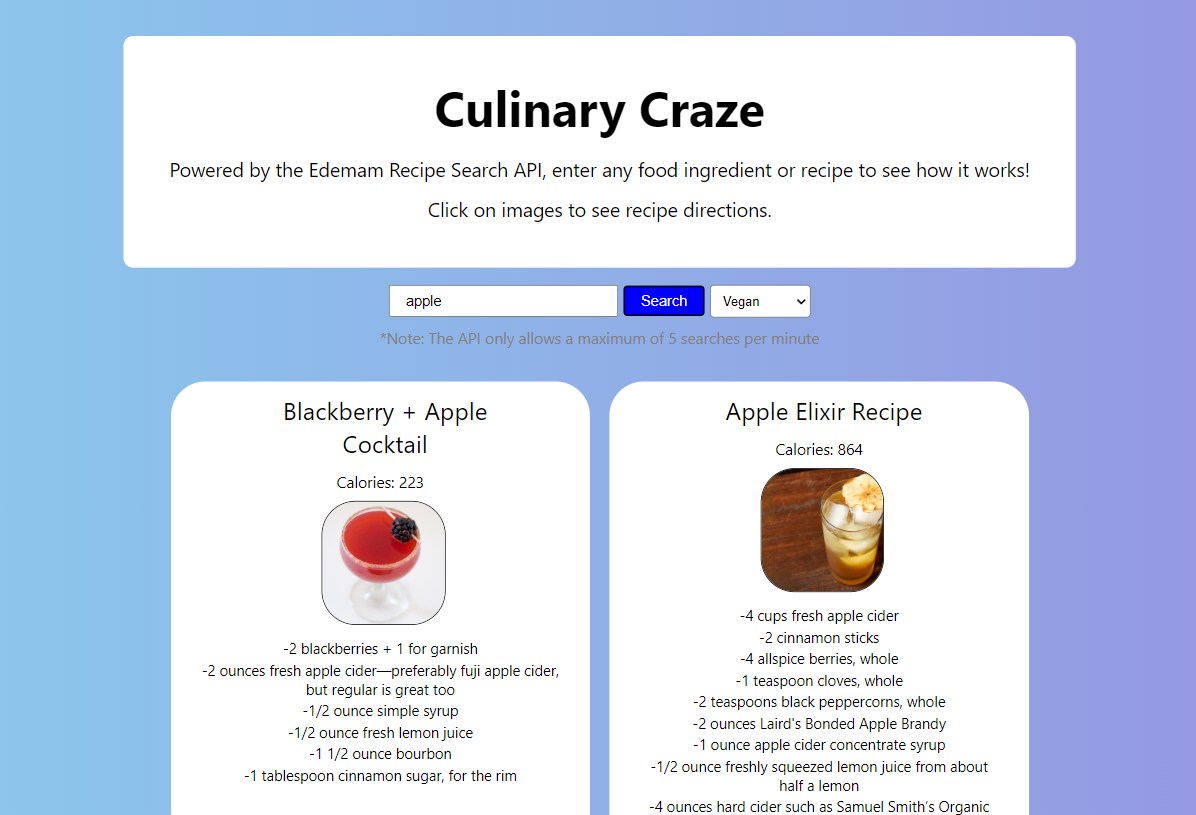 Culinary Craze
Powered by the Edemam Recipe Search API, enter any food ingredient or recipe to see how it works!
Click on images to see recipe directions.
apple
Search
Vegan
*Note: The API only allows a maximum of 5 searches per minute
Blackberry + Apple
Cocktail
Calories: 223
-2 blackberries + 1 for garnish
-2 ounces fresh apple cider—preferably fuji apple cider,
but regular is great too
-1/2 ounce simple syrup
-1/2 ounce fresh lemon juice
-1 1/2 ounce bourbon
-1 tablespoon cinnamon sugar, for the rim
Apple Elixir Recipe
Calories: 864
-4 cups fresh apple cider
-2 cinnamon sticks
-4 allspice berries, whole
-1 teaspoon cloves, whole
-2 teaspoons black peppercorns, whole
-2 ounces Laird's Bonded Apple Brandy
-1 ounce apple cider concentrate syrup
-1/2 ounce freshly squeezed lemon juice from about
half a lemon
-4 ounces hard cider such as Samuel Smith’s Organic